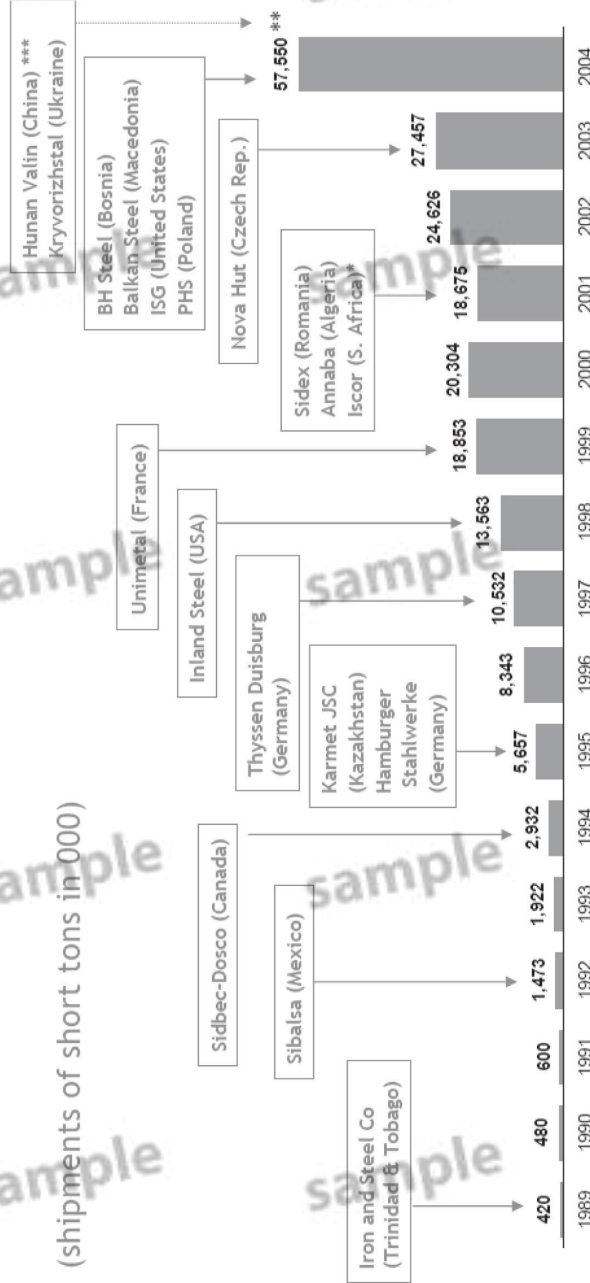 (shipments of short tons in 000)
Iron and Steel Co
(Trinidad & Tobago)
Sibalsa (Mexico)
Sidbec-Dosco (Canada)
Karmet JSC
(Kazakhstan)
Hamburger
Stahlwerke
(Germany)
Thyssen Duisburg
(Germany)
Inland Steel (USA)
Unimetal (France)
Sidex (Romania)
Annaba (Algeria)
Iscor (S. Africa)*
Nova Hut (Czech Rep.)
BH Steel (Bosnia)
Balkan Steel (Macedonia)
ISG (United States)
PHS (Poland)
Hunan Valin (China) ***
Kryvorizhstal (Ukraine)
420
480
600
1,473
1,922
2,932
5,657
8,343
10,532
13,563
18,853
20,304
18,675
24,626
27,457
57,550 **
1989
1990
1991
1992
1993
1994
1995
1996
1997
1998
1999
2000
2001
2002
2003
2004
sample
sample
sample
sample
sample
sample
sample
sample